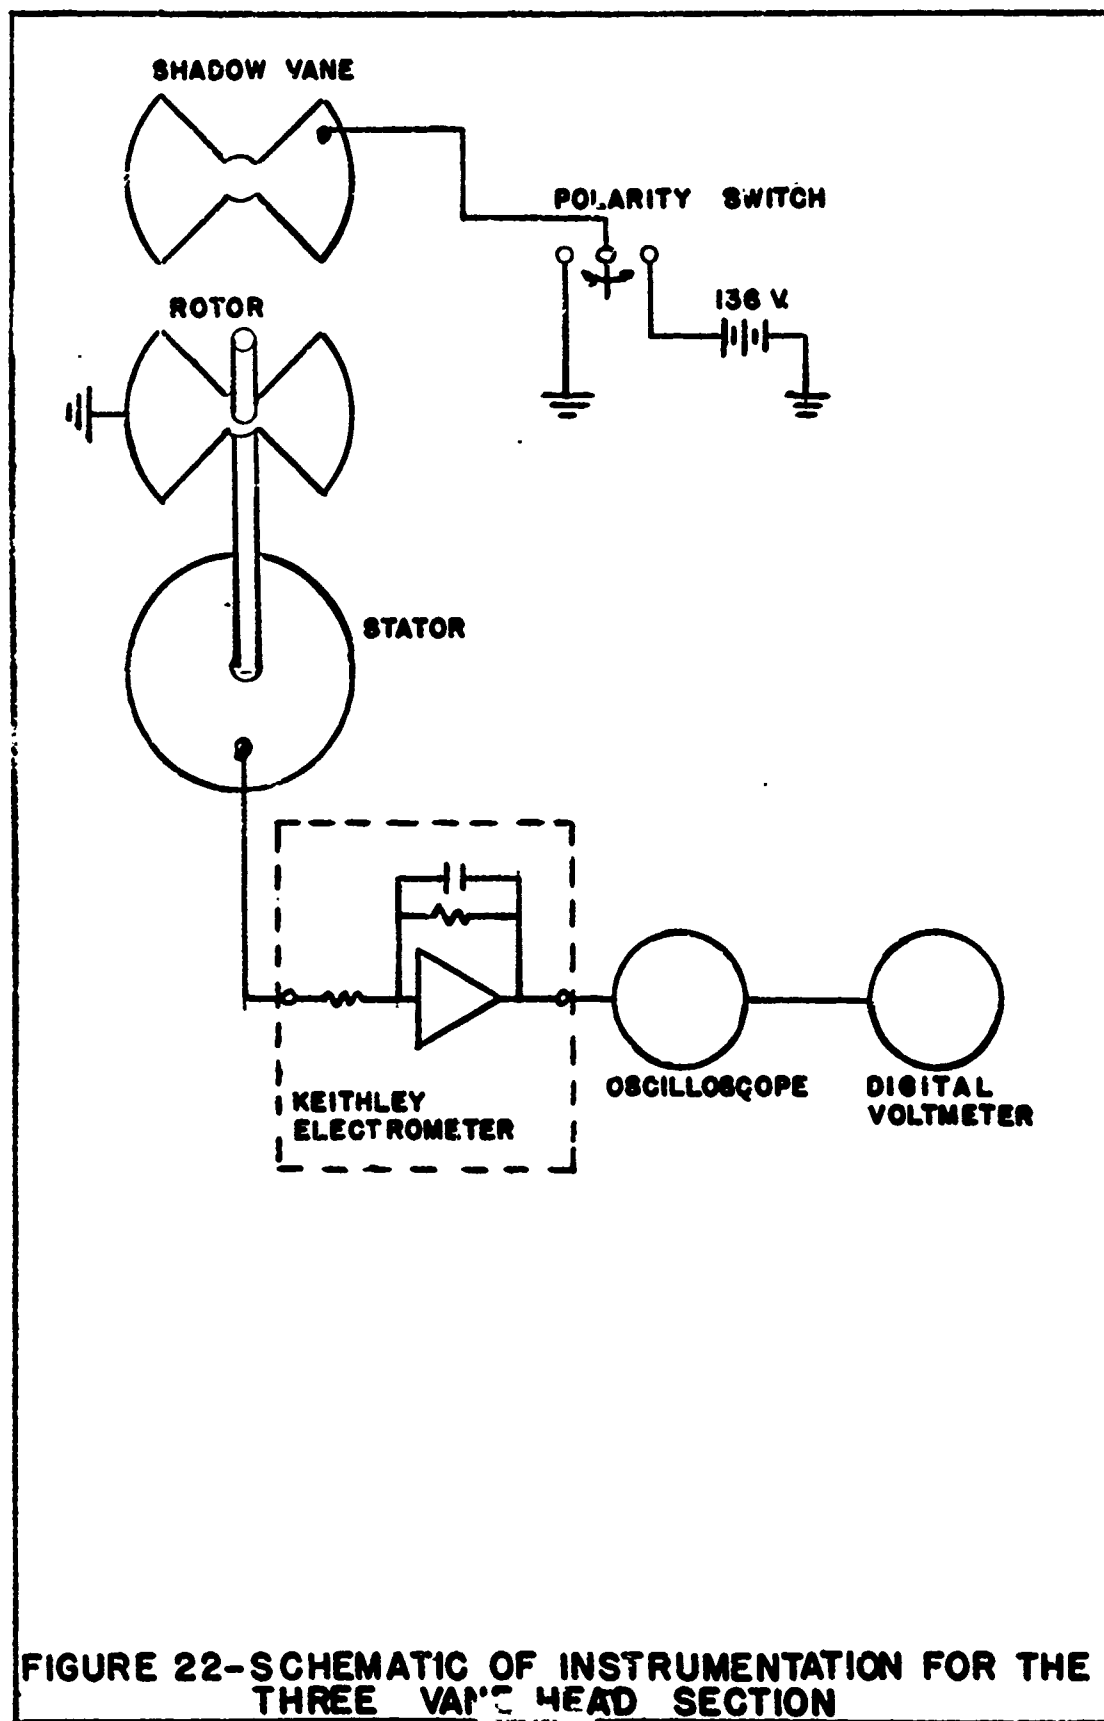 SHADOW VANE
POLARITY SWITCH
136 V.
ROTOR
STATOR
KEITHLEY
ELECTROMETER
OSCILLOSCOPE
DIGITAL
VOLTMETER
FIGURE 22-SCHEMATIC OF INSTRUMENTATION FOR THE
THREE VANE HEAD SECTION